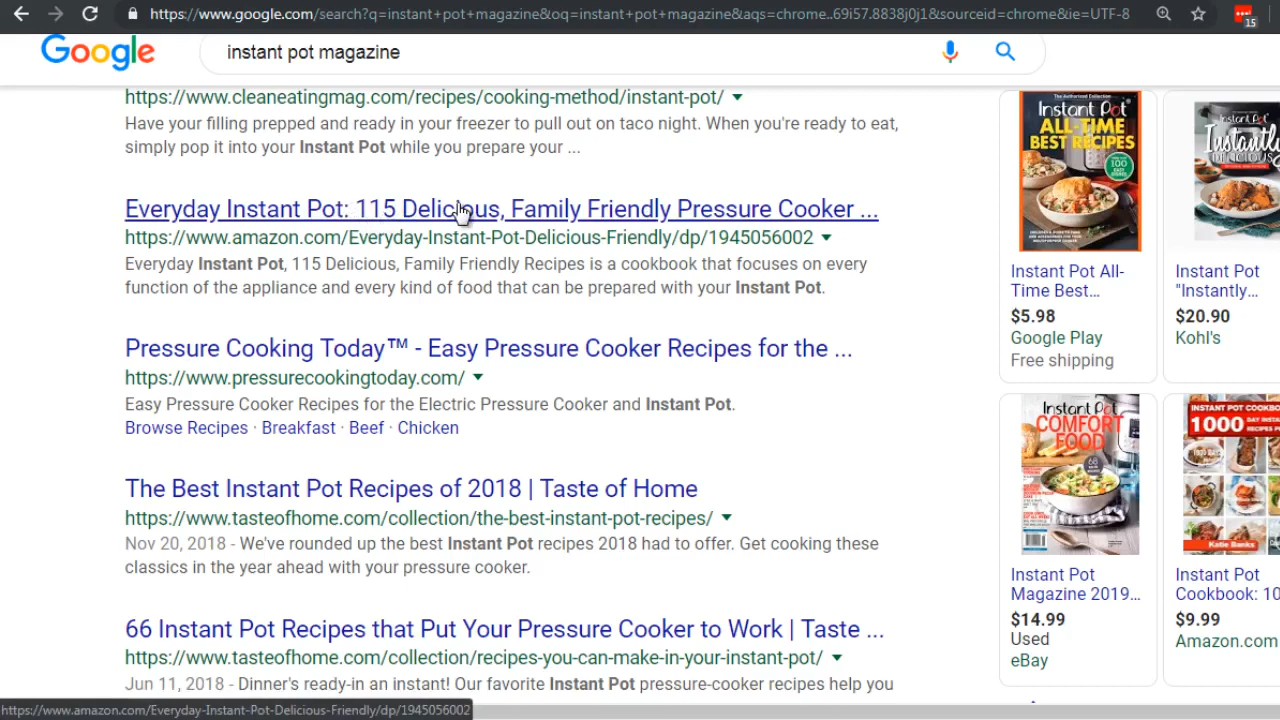 https://www.google.com/search?q=instant+pot+magazine&oq=instant+pot+magazine&aqs=chrome..69i57.8838j0j1&sourceid=chrome&ie=UTF-8
15
Google
instant pot magazine
https://www.cleaneatingmag.com/recipes/cooking-method/instant-pot/
Have your filling prepped and ready in your freezer to pull out on taco night. When you're ready to eat,
simply pop it into your Instant Pot while you prepare your ...
Everyday Instant Pot: 115 Delicious, Family Friendly Pressure Cooker ...
https://www.amazon.com/Everyday-Instant-Pot-Delicious-Friendly/dp/1945056002
Everyday Instant Pot, 115 Delicious, Family Friendly Recipes is a cookbook that focuses on every
function of the appliance and every kind of food that can be prepared with your Instant Pot.
Pressure Cooking Today™ - Easy Pressure Cooker Recipes for the ...
https://www.pressurecookingtoday.com/
Easy Pressure Cooker Recipes for the Electric Pressure Cooker and Instant Pot.
Browse Recipes · Breakfast · Beef · Chicken
The Best Instant Pot Recipes of 2018 | Taste of Home
https://www.tasteofhome.com/collection/the-best-instant-pot-recipes/
Nov 20, 2018 - We've rounded up the best Instant Pot recipes 2018 had to offer. Get cooking these
classics in the year ahead with your pressure cooker.
66 Instant Pot Recipes that Put Your Pressure Cooker to Work | Taste ...
https://www.tasteofhome.com/collection/recipes-you-can-make-in-your-instant-pot/
Jun 11, 2018 - Dinner's ready-in an instant! Our favorite Instant Pot pressure-cooker recipes help you
https://www.amazon.com/Everyday-Instant-Pot-Delicious-Friendly/dp/1945056002
The Authorized Collection
Instant Pot
ALL-TIME
BEST RECIPES
100
Instant Pot All-
Time Best...
$5.98
Google Play
Free shipping
Instant Pot
Instantly
DELICIOUS
Instant Pot
"Instantly...
$20.90
Kohl's
Instant Pot
COMFORT
FOOD
68
Instant Pot
Magazine 2019...
$14.99
Used
eBay
INSTANT POT COOKBO
1000
Katie Banks
Instant Pot
Cookbook: 10
$9.99
Amazon.com